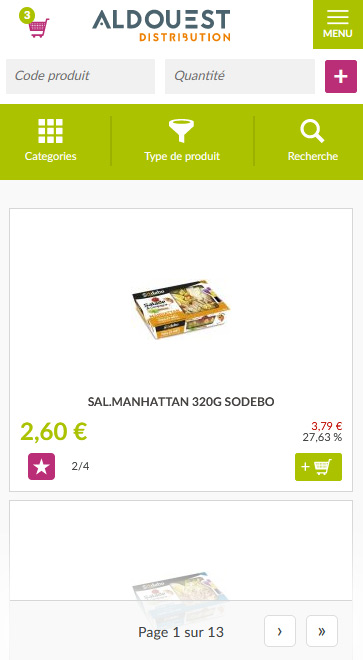 3
ALDOUEST
DISTRIBUTION
MENU
Code produit
Quantité
+
Categories
Type de produit
Recherche
Sodebo
SAL.MANHATTAN 320G SODEBO
2,60 €
3,79 €
27,63 %
2/4
+
Page 1 sur 13
›
»